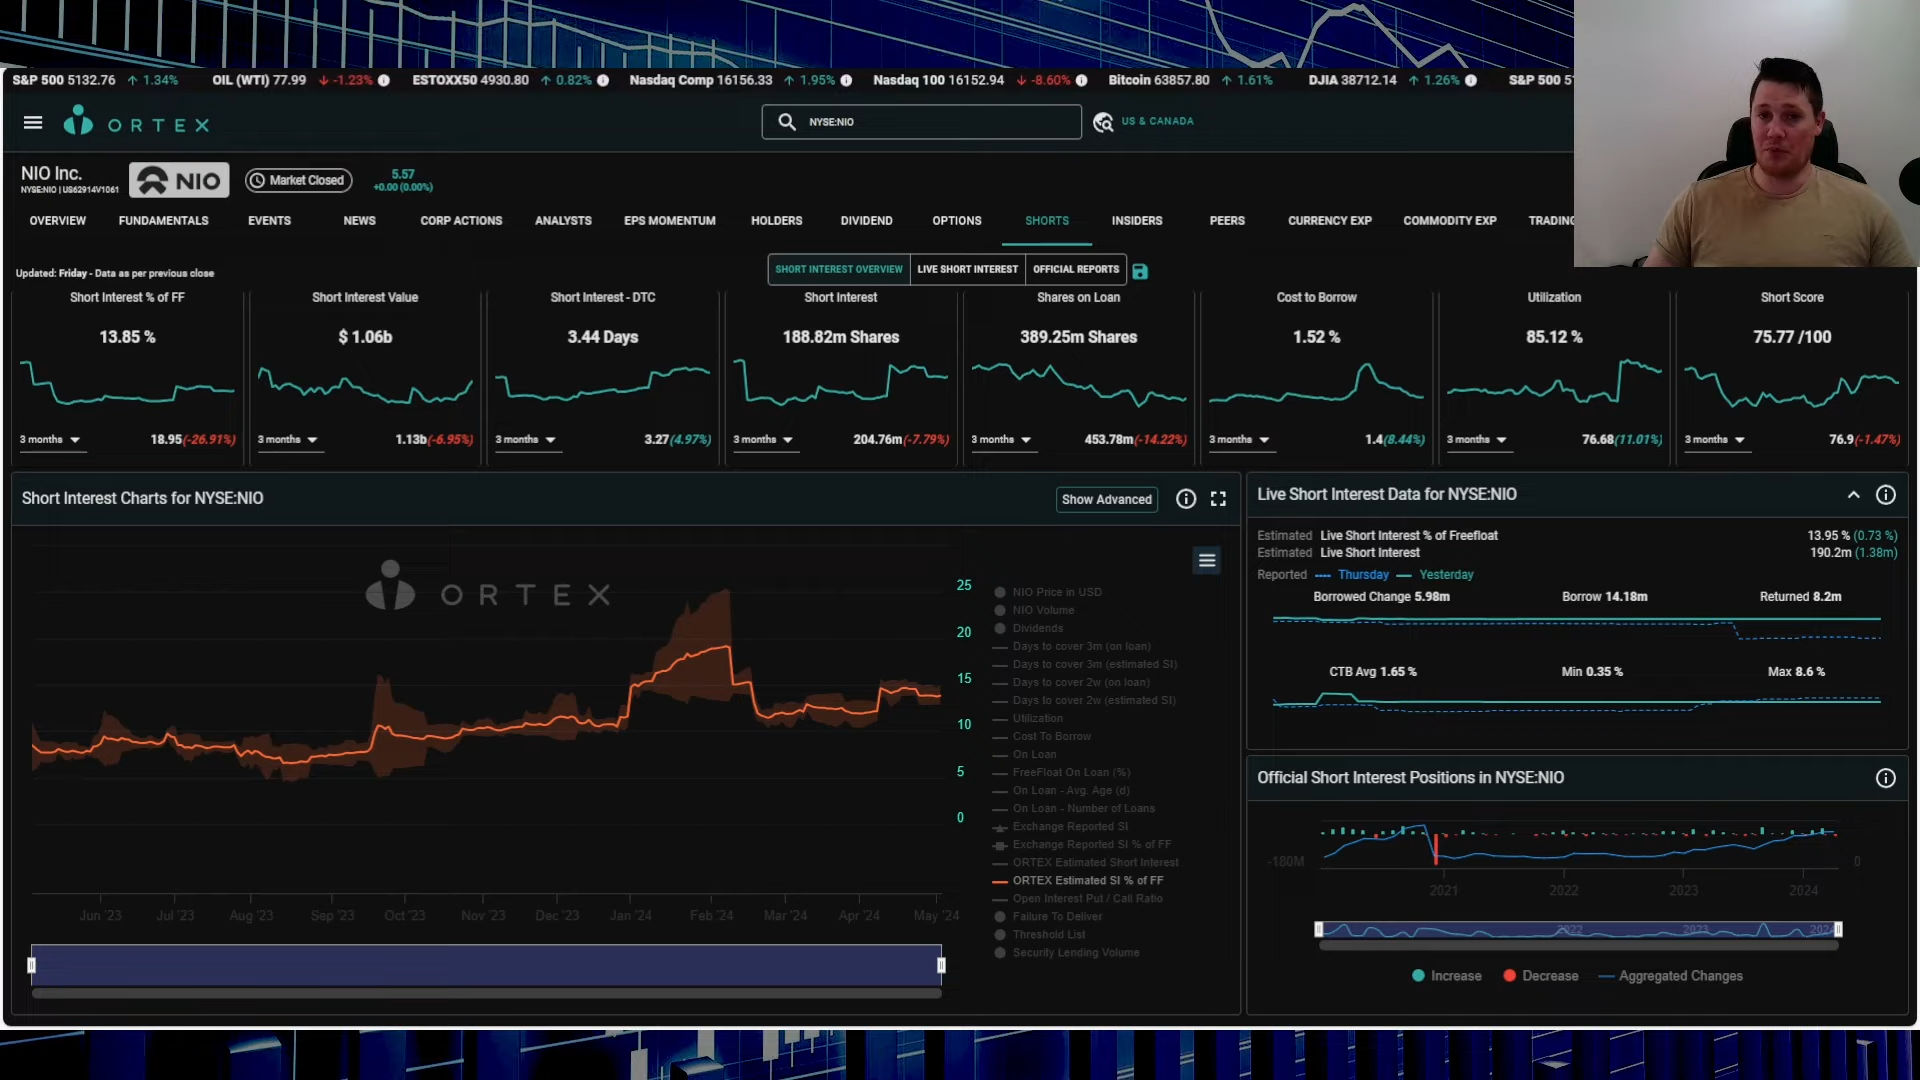 S&P 500 5132.76 ↑ 1.34% OIL (WTI) 77.99 ↓ -1.23% ESTOXX50 4930.80 ↑ 0.82% Nasdaq Comp 16156.33 ↑ 1.95% Nasdaq 100 16152.94 ↓ -8.60% Bitcoin 63857.80 ↑ 1.61% DJIA 38712.14 ↑ 1.26% S&P 500 5
ORTEX NYSE:NIO US & CANADA
NIO Inc. NIO Market Closed 5.57
NYSE:NIO | US62914V1061 +0.00 (0.00%)
OVERVIEW FUNDAMENTALS EVENTS NEWS CORP ACTIONS ANALYSTS EPS MOMENTUM HOLDERS DIVIDEND OPTIONS SHORTS INSIDERS PEERS CURRENCY EXP COMMODITY EXP TRADING
Updated: Friday - Data as per previous close SHORT INTEREST OVERVIEW LIVE SHORT INTEREST OFFICIAL REPORTS
Short Interest % of FF Short Interest Value Short Interest - DTC Short Interest Shares on Loan Cost to Borrow Utilization Short Score
13.85 % $ 1.06b 3.44 Days 188.82m Shares 389.25m Shares 1.52 % 85.12 % 75.77 /100
3 months 18.95(-26.91%) 3 months 1.13b(-6.95%) 3 months 3.27(4.97%) 3 months 204.76m(-7.79%) 3 months 453.78m(-14.22%) 3 months 1.4(8.44%) 3 months 76.68(11.01%) 3 months 76.9(-1.47%)
Short Interest Charts for NYSE:NIO Show Advanced
ORTEX
25
20
15
10
5
0
Jun '23 Jul '23 Aug '23 Sep '23 Oct '23 Nov '23 Dec '23 Jan '24 Feb '24 Mar '24 Apr '24 May '24
NIO Price in USD
NIO Volume
Dividends
Days to cover 3m (on loan)
Days to cover 3m (estimated SI)
Days to cover 2w (on loan)
Days to cover 2w (estimated SI)
Utilization
Cost To Borrow
On Loan
FreeFloat On Loan (%)
On Loan - Avg. Age (d)
On Loan - Number of Loans
Exchange Reported SI
Exchange Reported SI % of FF
ORTEX Estimated Short Interest
ORTEX Estimated SI % of FF
Open Interest Put / Call Ratio
Failure To Deliver
Threshold List
Security Lending Volume
Live Short Interest Data for NYSE:NIO
Estimated Live Short Interest % of Freefloat 13.95 % (0.73 %)
Estimated Live Short Interest 190.2m (1.38m)
Reported Thursday Yesterday
Borrowed Change 5.98m Borrow 14.18m Returned 8.2m
CTB Avg 1.65 % Min 0.35 % Max 8.6 %
Official Short Interest Positions in NYSE:NIO
-180M 0
2021 2022 2023 2024
2022 2023 2024
Increase Decrease Aggregated Changes